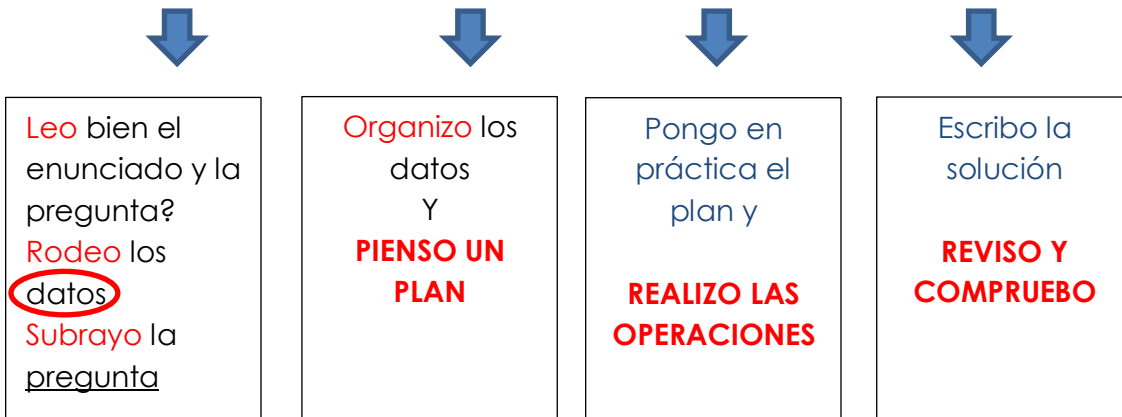 Leo bien el
enunciado y la
pregunta?
Rodeo los
datos
Subrayo la
pregunta
Organizo los
datos
Y
PIENSO UN
PLAN
Pongo en
práctica el
plan y
REALIZO LAS
OPERACIONES
Escribo la
solución
REVISO Y
COMPRUEBO